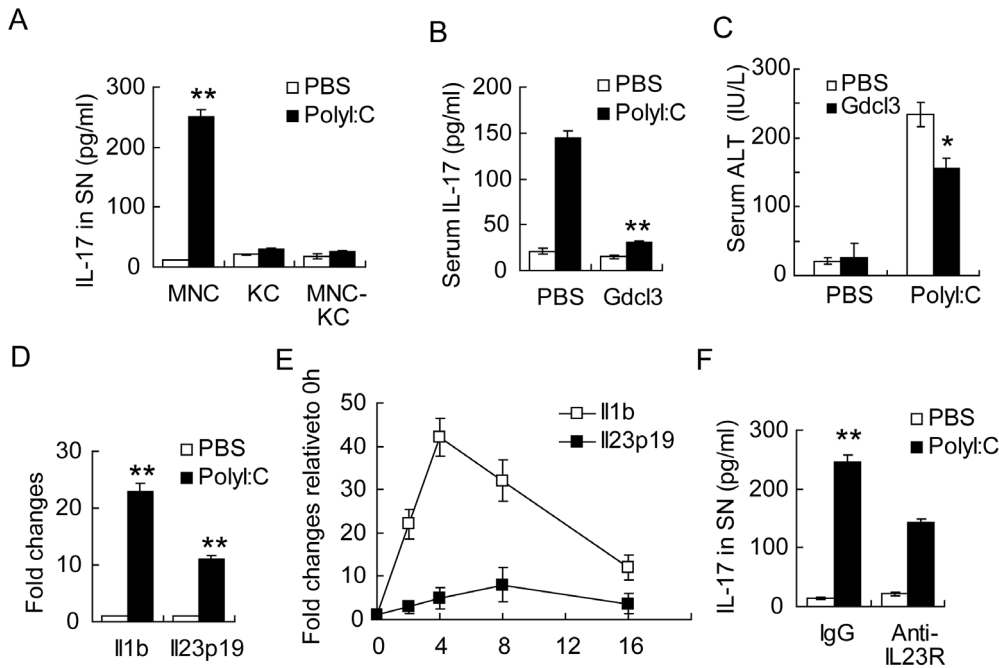 A
IL-17 in SN (pg/ml)
300
200
100
0
PBS
PolyI:C
**
MNC
KC
MNC-
KC
B
Serum IL-17 (pg/ml)
200
150
100
50
0
PBS
PolyI:C
**
PBS
Gdcl3
C
Serum ALT (IU/L)
300
200
100
0
PBS
Gdcl3
*
PBS
PolyI:C
D
Fold changes
30
20
10
0
PBS
PolyI:C
**
**
Il1b
Il23p19
E
Fold changes relativeto 0h
50
40
30
20
10
0
Il1b
Il23p19
0
4
8
12
16
F
IL-17 in SN (pg/ml)
300
200
100
0
PBS
PolyI:C
**
IgG
Anti-
IL23R